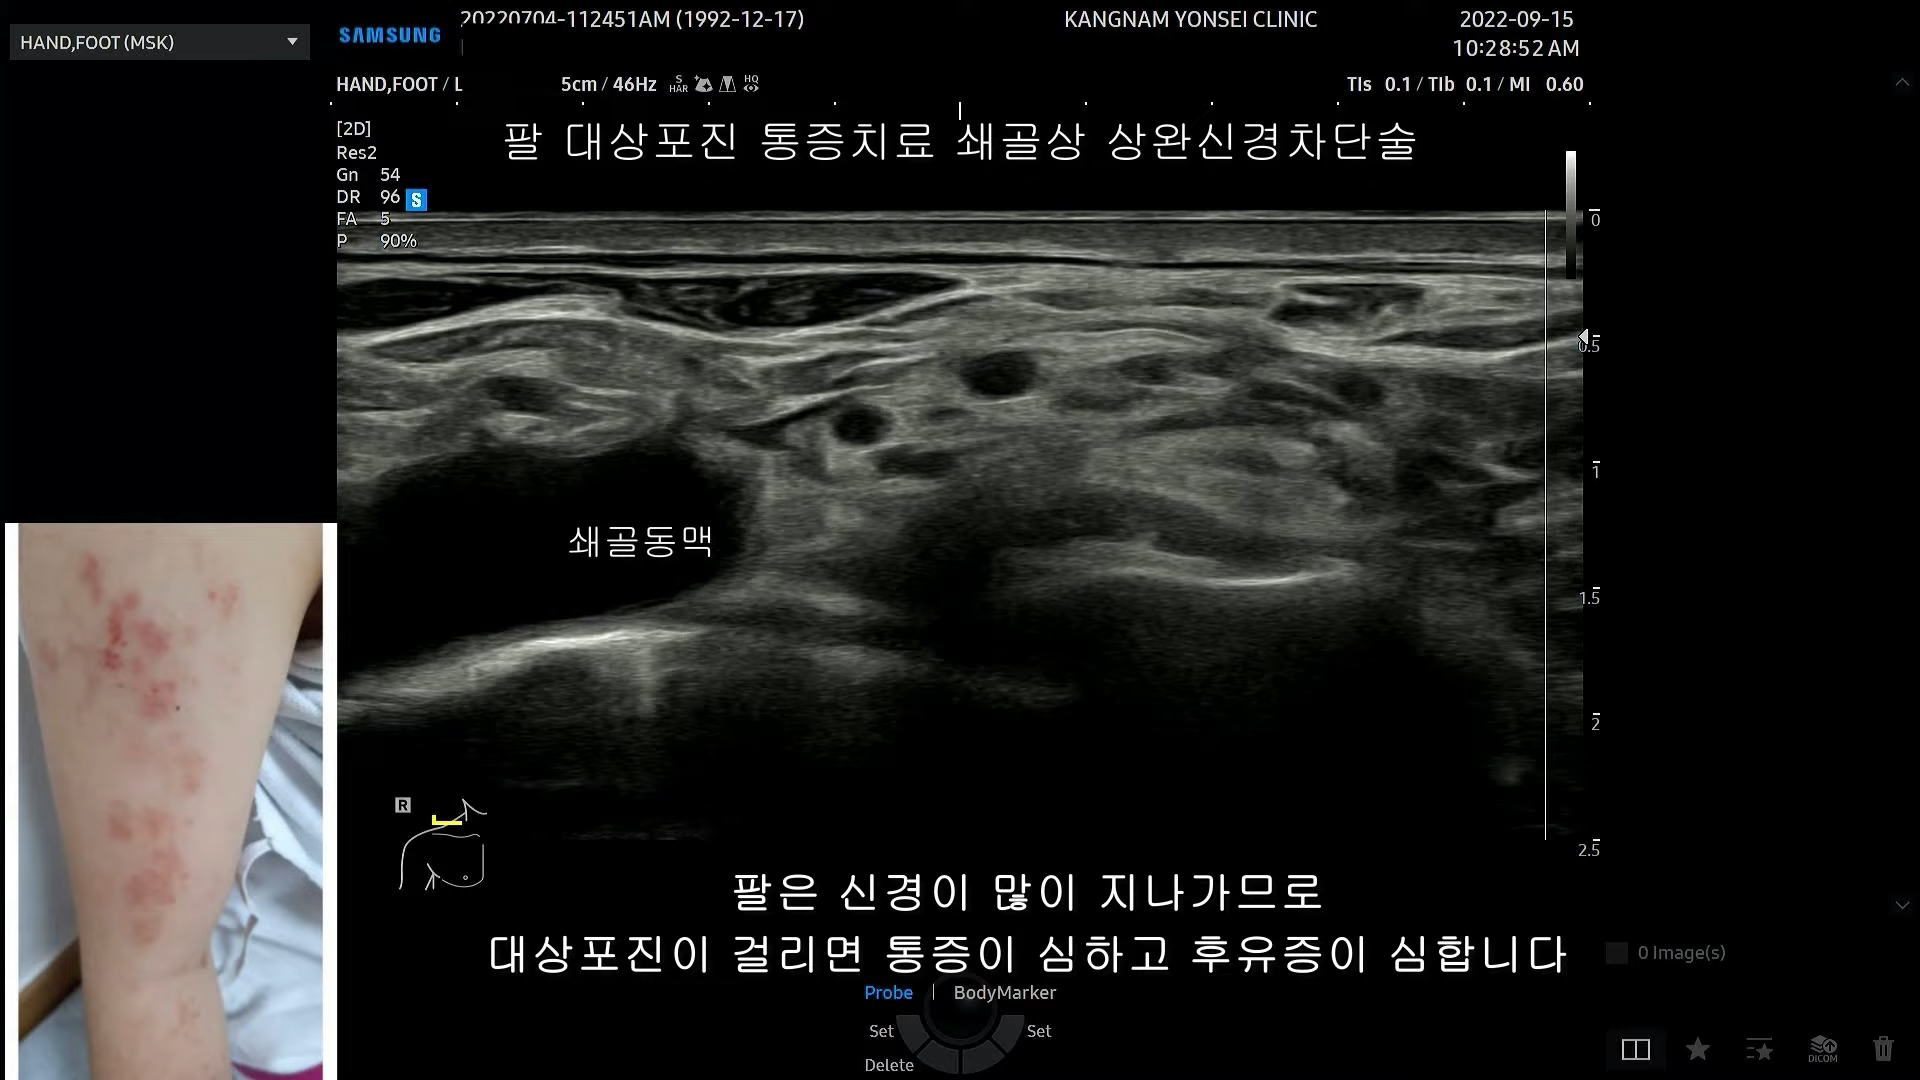 HAND,FOOT (MSK)
SAMSUNG
20220704-112451AM (1992-12-17)
KANGNAM YONSEI CLINIC
2022-09-15
10:28:52 AM
HAND,FOOT / L
5cm / 46Hz
S HAR
HQ
TIs 0.1 / TIb 0.1 / MI 0.60
[2D]
Res2
Gn 54
DR 96 S
FA 5
P 90%
팔 대상포진 통증치료 쇄골상 상완신경차단술
0
0.5
1
쇄골동맥
1.5
2
R
2.5
팔은 신경이 많이 지나가므로
대상포진이 걸리면 통증이 심하고 후유증이 심합니다
0 Image(s)
Probe | BodyMarker
Set
Set
Delete
DICOM